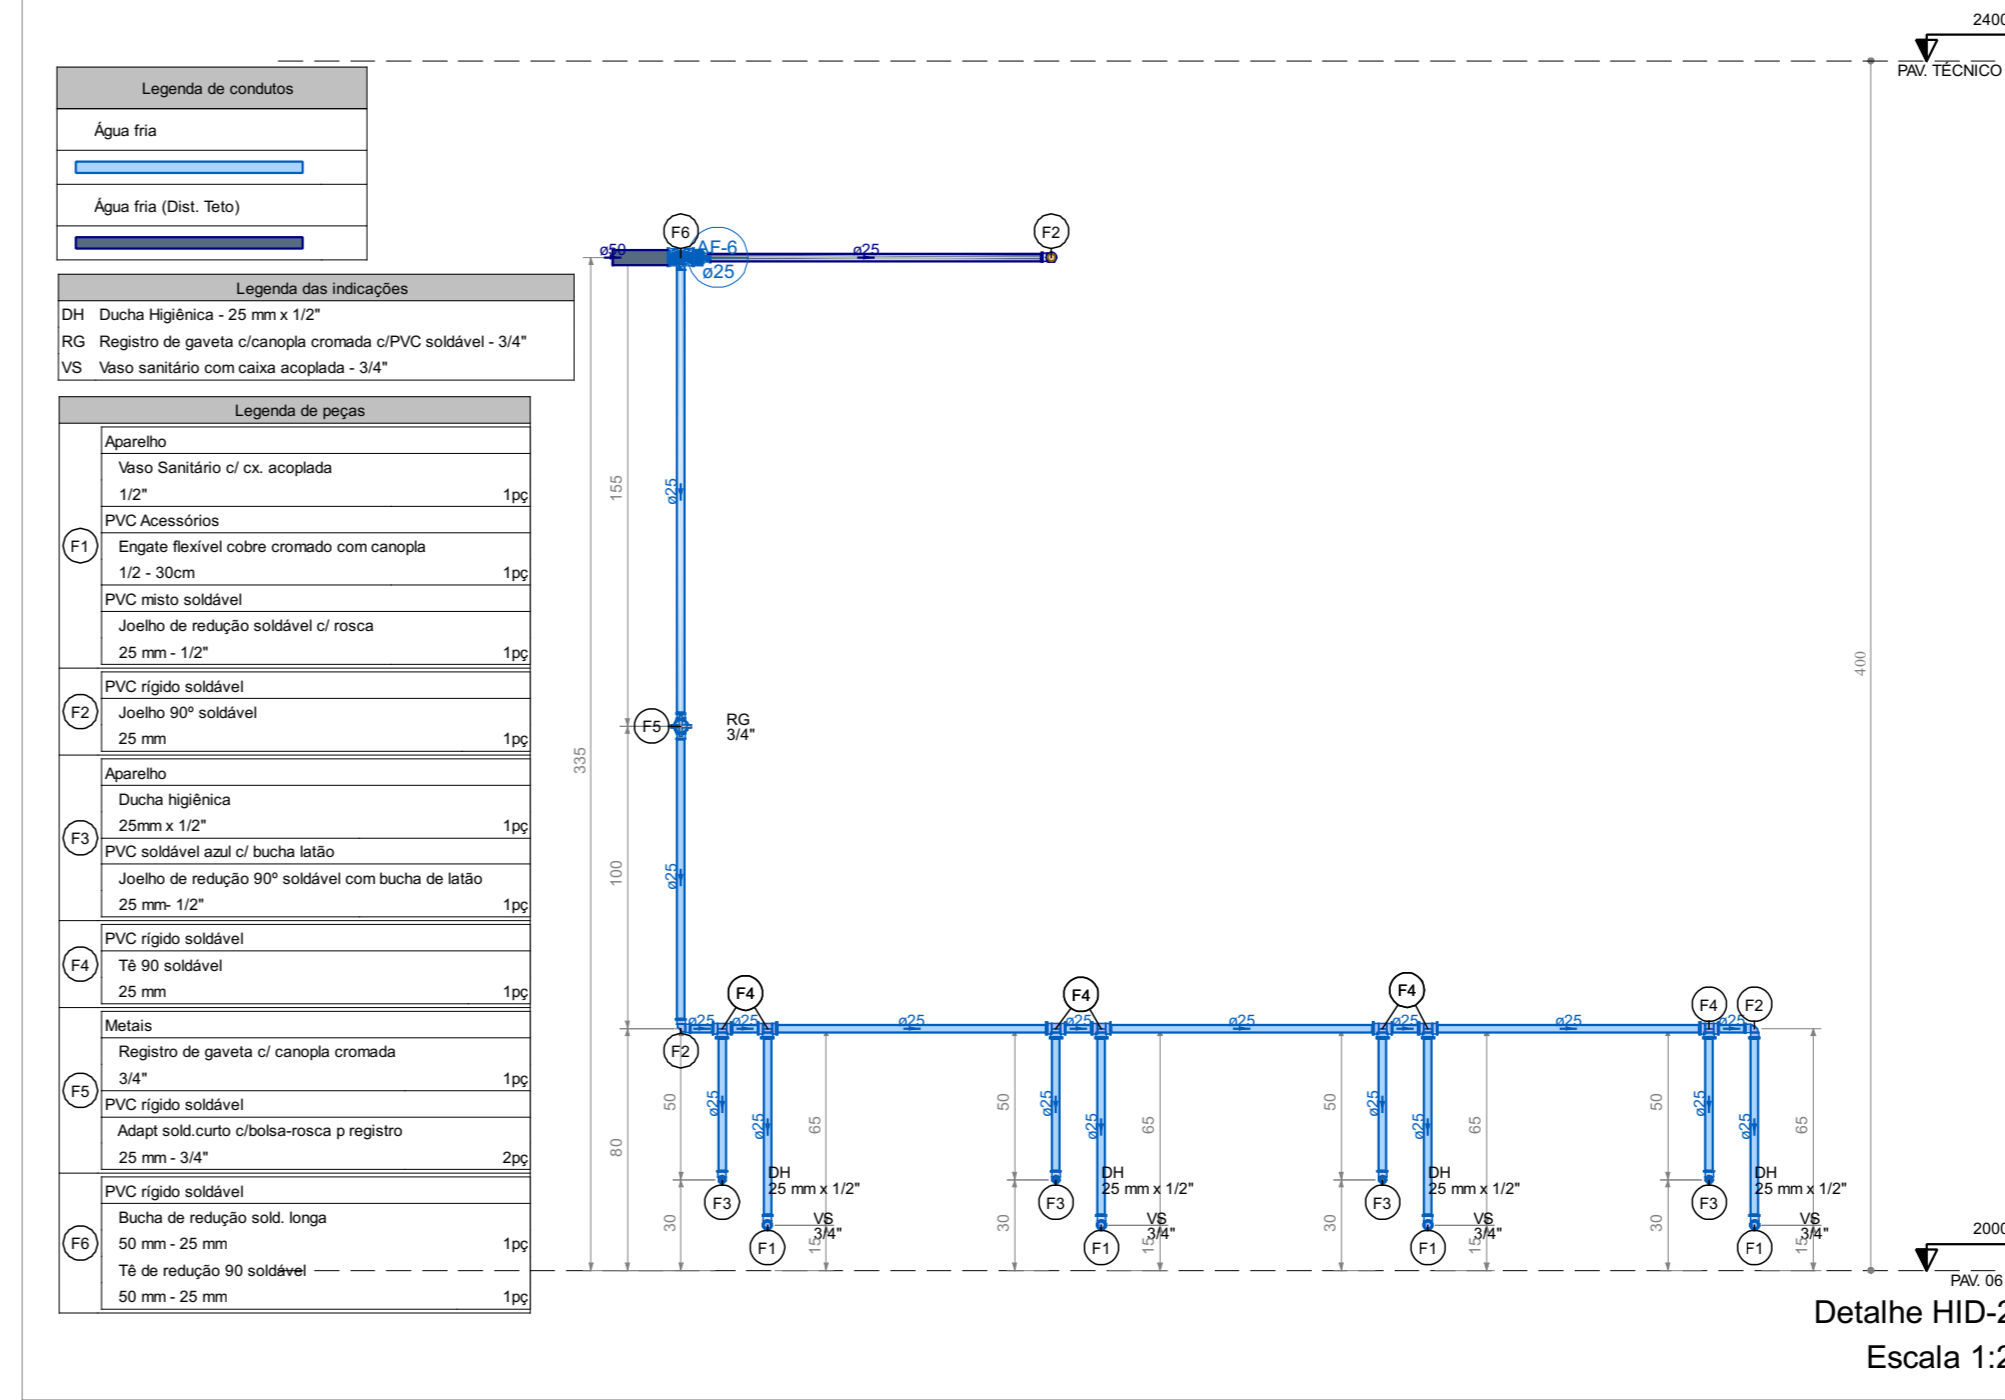 2400
PAV. TÉCNICO
Legenda de condutos
Água fria
Água fria (Dist. Teto)
Legenda das indicações
DH Ducha Higiênica - 25 mm x 1/2"
RG Registro de gaveta c/canopla cromada c/PVC soldável - 3/4"
VS Vaso sanitário com caixa acoplada - 3/4"
Legenda de peças
F1
Aparelho
Vaso Sanitário c/ cx. acoplada
1/2" 1pç
PVC Acessórios
Engate flexível cobre cromado com canopla
1/2 - 30cm 1pç
PVC misto soldável
Joelho de redução soldável c/ rosca
25 mm - 1/2" 1pç
F2
PVC rígido soldável
Joelho 90º soldável
25 mm 1pç
F3
Aparelho
Ducha higiênica
25mm x 1/2" 1pç
PVC soldável azul c/ bucha latão
Joelho de redução 90º soldável com bucha de latão
25 mm- 1/2" 1pç
F4
PVC rígido soldável
Tê 90 soldável
25 mm 1pç
F5
Metais
Registro de gaveta c/ canopla cromada
3/4" 1pç
PVC rígido soldável
Adapt sold.curto c/bolsa-rosca p registro
25 mm - 3/4" 2pç
F6
PVC rígido soldável
Bucha de redução sold. longa
50 mm - 25 mm 1pç
Tê de redução 90 soldável
50 mm - 25 mm 1pç
F6 F2
ø50 AF-6 ø25
ø25
155 ø25
400
F5 RG
3/4"
335
100 ø25
F4 F4 F4 F4 F2
ø25 ø25 ø25 ø25 ø25 ø25 ø25 ø25
F2
80
50 ø25 ø25 65
50 ø25 ø25 65
50 ø25 ø25 65
50 ø25 ø25 65
DH DH DH DH
25 mm x 1/2" 25 mm x 1/2" 25 mm x 1/2" 25 mm x 1/2"
F3 F3 F3 F3
30 30 30 30
VS VS VS VS
3/4" 3/4" 3/4" 3/4"
15 15 15 15
F1 F1 F1 F1
2000
PAV. 06
Detalhe HID-2
Escala 1:2